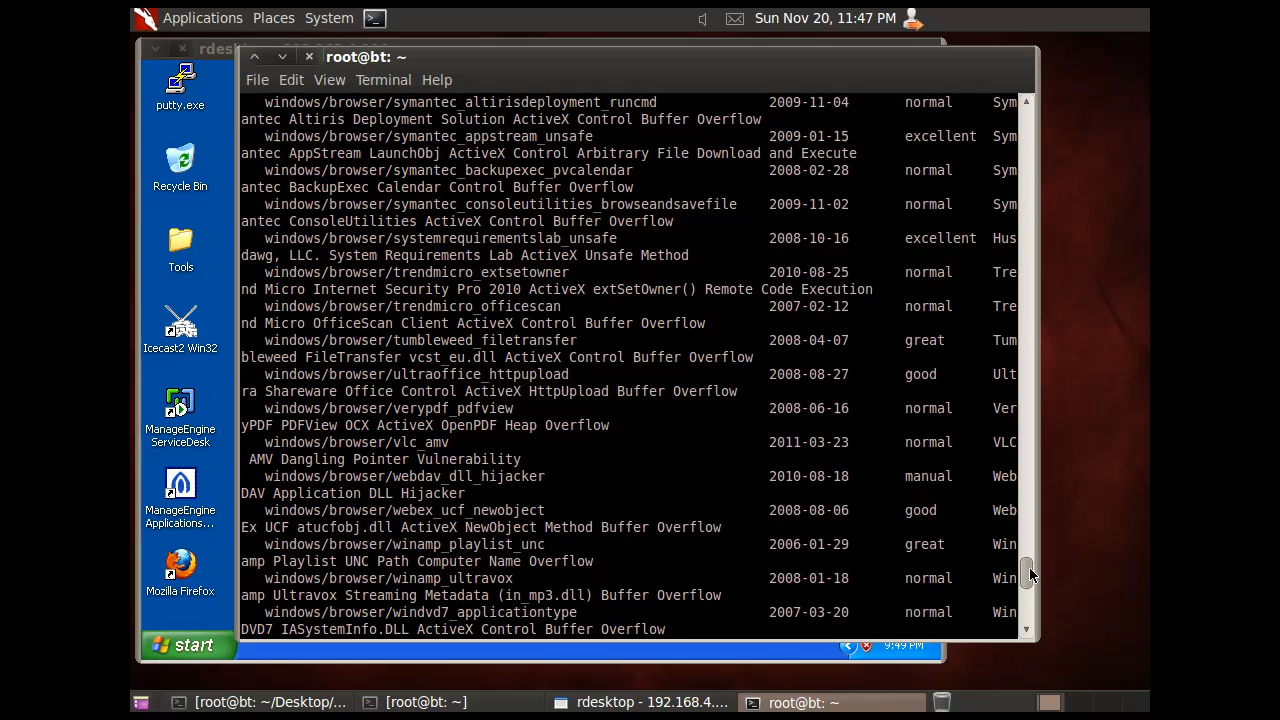 Applications Places System
Sun Nov 20, 11:47 PM
root@bt: ~
File Edit View Terminal Help
putty.exe
Recycle Bin
Tools
Icecast2 Win32
ManageEngine
ServiceDesk
ManageEngine
Applications...
Mozilla Firefox
windows/browser/symantec_altirisdeployment_runcmd 2009-11-04 normal Sym
antec Altiris Deployment Solution ActiveX Control Buffer Overflow
windows/browser/symantec_appstream_unsafe 2009-01-15 excellent Sym
antec AppStream LaunchObj ActiveX Control Arbitrary File Download and Execute
windows/browser/symantec_backupexec_pvcalendar 2008-02-28 normal Sym
antec BackupExec Calendar Control Buffer Overflow
windows/browser/symantec_consoleutilities_browseandsavefile 2009-11-02 normal Sym
antec ConsoleUtilities ActiveX Control Buffer Overflow
windows/browser/systemrequirementslab_unsafe 2008-10-16 excellent Hus
dawg, LLC. System Requirements Lab ActiveX Unsafe Method
windows/browser/trendmicro_extsetowner 2010-08-25 normal Tre
nd Micro Internet Security Pro 2010 ActiveX extSetOwner() Remote Code Execution
windows/browser/trendmicro_officescan 2007-02-12 normal Tre
nd Micro OfficeScan Client ActiveX Control Buffer Overflow
windows/browser/tumbleweed_filetransfer 2008-04-07 great Tum
bleweed FileTransfer vcst_eu.dll ActiveX Control Buffer Overflow
windows/browser/ultraoffice_httpupload 2008-08-27 good Ult
ra Shareware Office Control ActiveX HttpUpload Buffer Overflow
windows/browser/verypdf_pdfview 2008-06-16 normal Ver
yPDF PDFView OCX ActiveX OpenPDF Heap Overflow
windows/browser/vlc_amv 2011-03-23 normal VLC
AMV Dangling Pointer Vulnerability
windows/browser/webdav_dll_hijacker 2010-08-18 manual Web
DAV Application DLL Hijacker
windows/browser/webex_ucf_newobject 2008-08-06 good Web
Ex UCF atucfobj.dll ActiveX NewObject Method Buffer Overflow
windows/browser/winamp_playlist_unc 2006-01-29 great Win
amp Playlist UNC Path Computer Name Overflow
windows/browser/winamp_ultravox 2008-01-18 normal Win
amp Ultravox Streaming Metadata (in_mp3.dll) Buffer Overflow
windows/browser/windvd7_applicationtype 2007-03-20 normal Win
DVD7 IASystemInfo.DLL ActiveX Control Buffer Overflow
start
9:49 PM
[root@bt: ~/Desktop/...
[root@bt: ~]
rdesktop - 192.168.4....
root@bt: ~